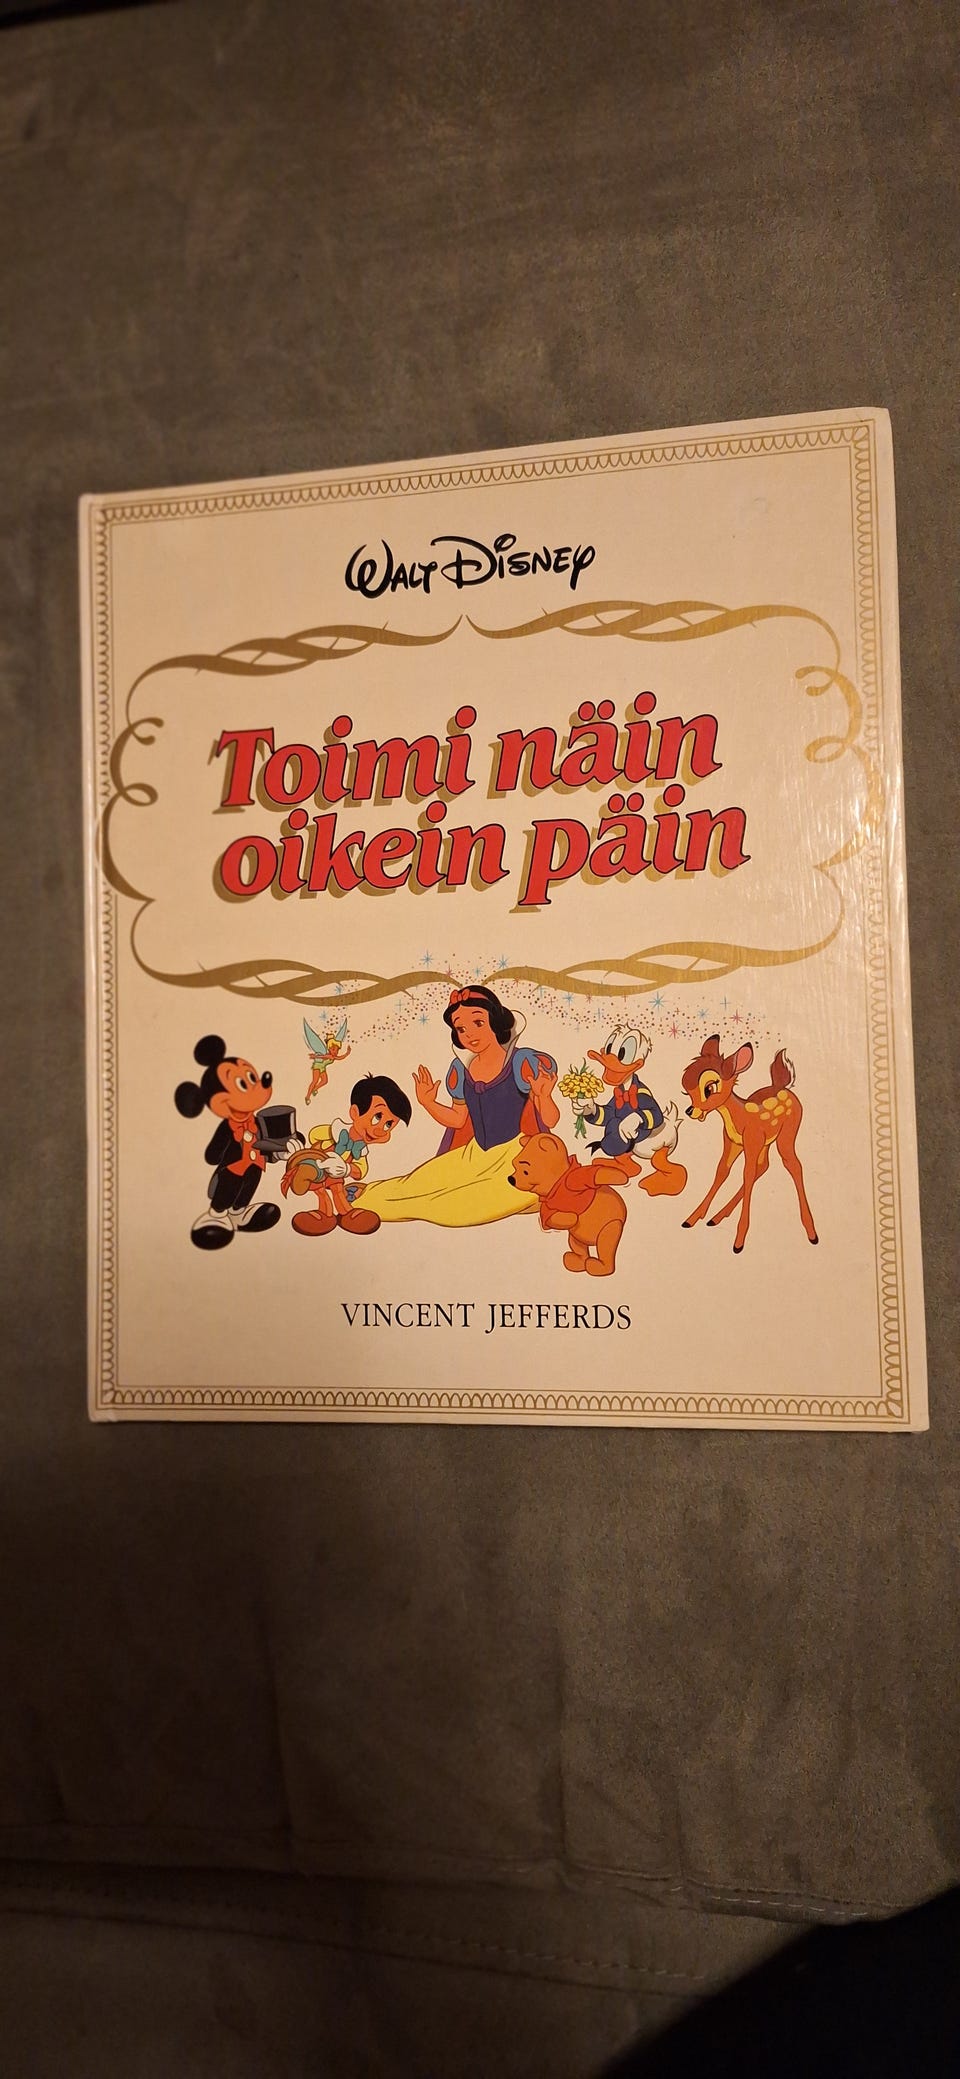 WALT DISNEY
Toimi näin
oikein päin
VINCENT JEFFERDS